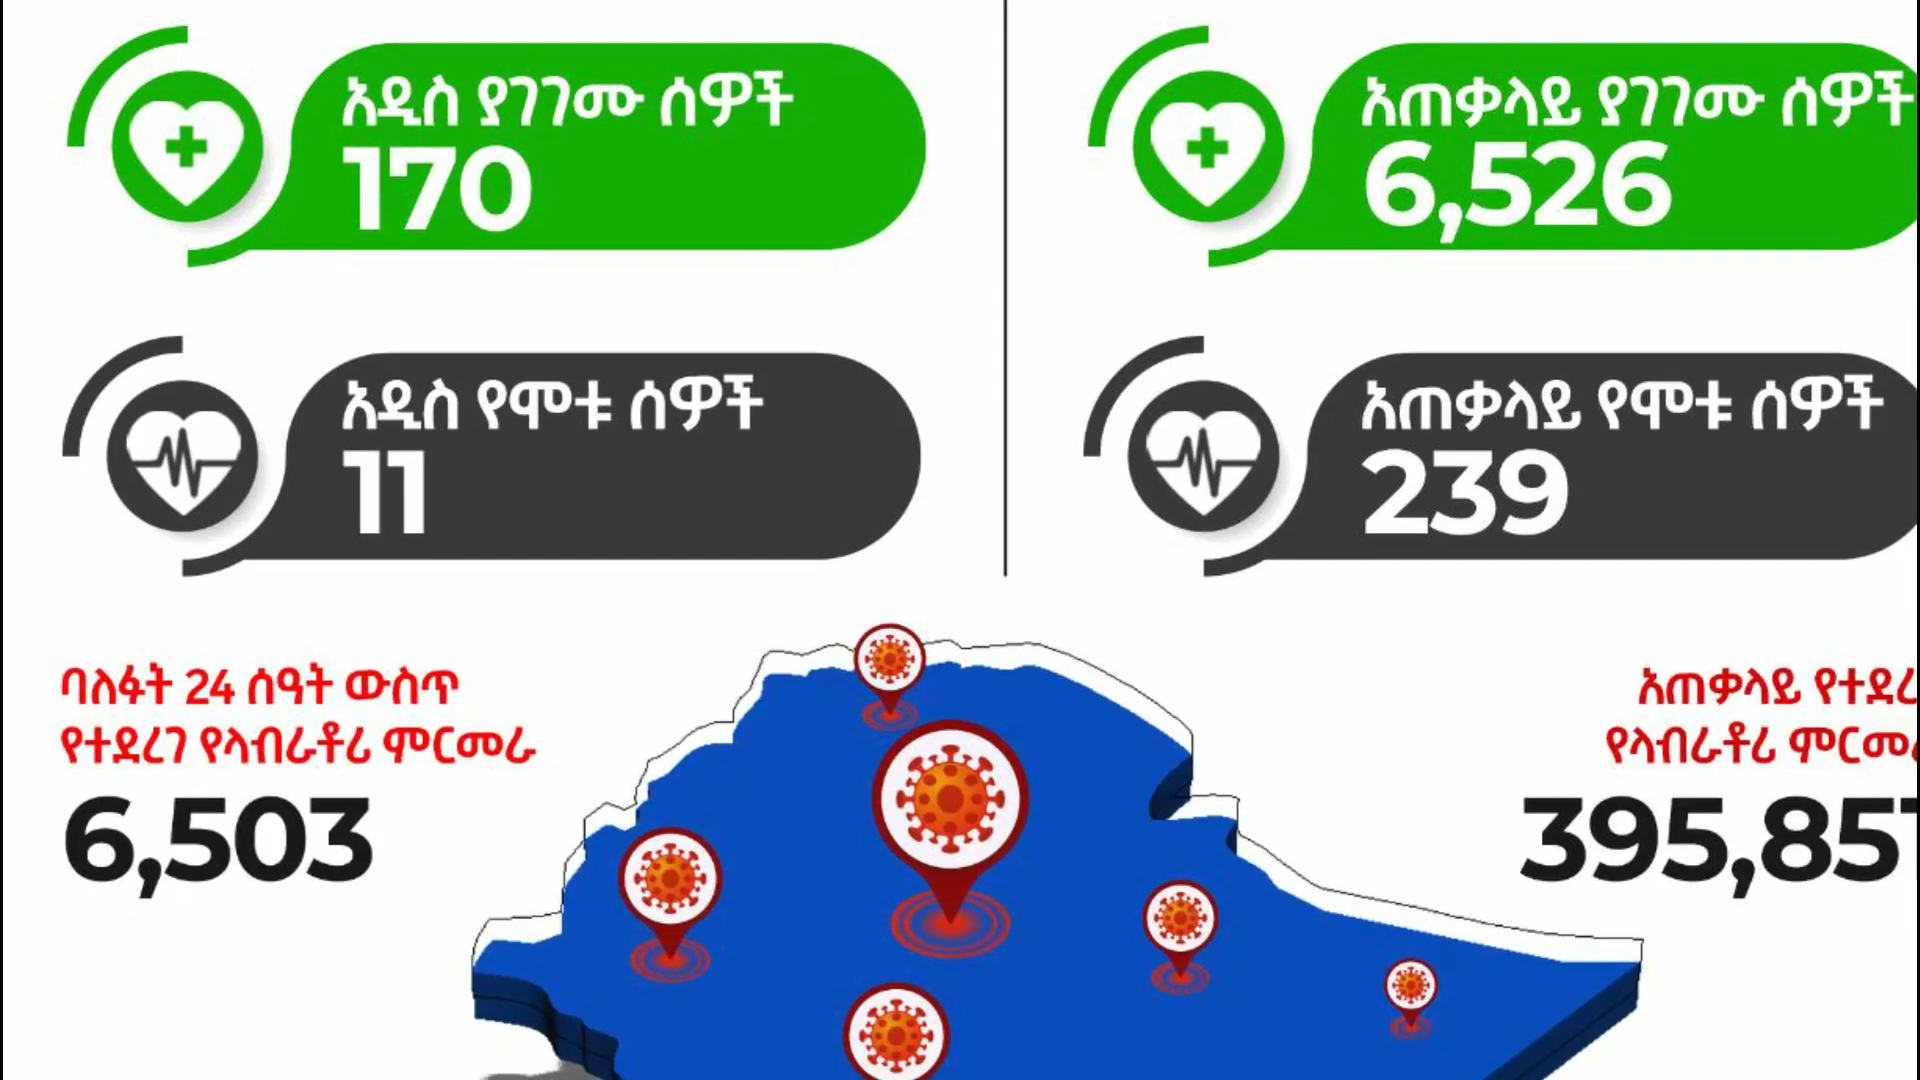 አዲስ ያገገሙ ሰዎች
170
አጠቃላይ ያገገሙ ሰዎች
6,526
አዲስ የሞቱ ሰዎች
11
አጠቃላይ የሞቱ ሰዎች
239
ባለፉት 24 ሰዓት ውስጥ
የተደረገ የላብራቶሪ ምርመራ
6,503
አጠቃላይ
የላብራቶሪ